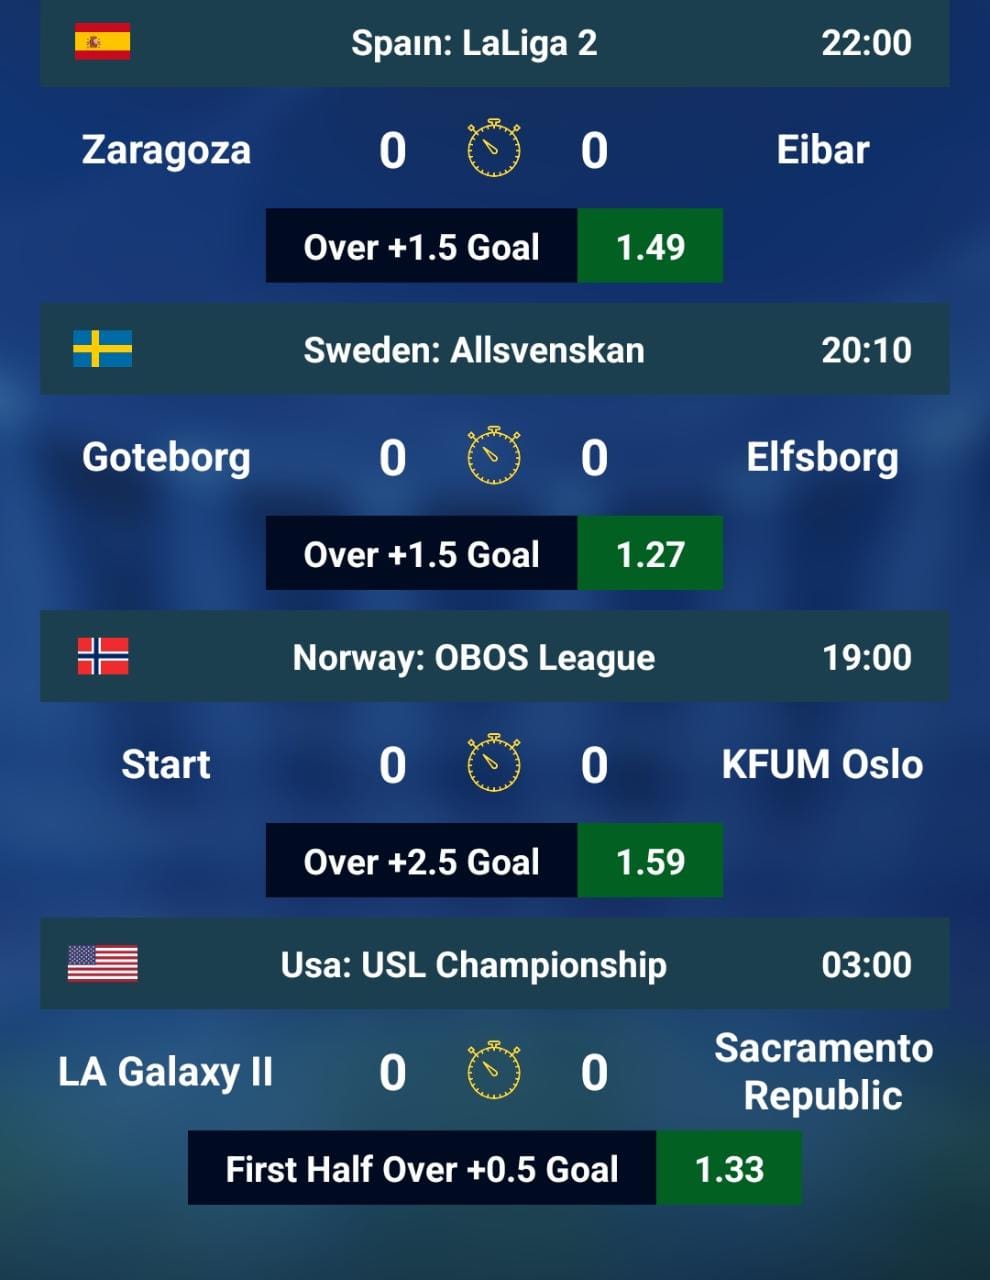 Spaın: LaLiga 2 22:00
Zaragoza 0 0 Eibar
Over +1.5 Goal 1.49
Sweden: Allsvenskan 20:10
Goteborg 0 0 Elfsborg
Over +1.5 Goal 1.27
Norway: OBOS League 19:00
Start 0 0 KFUM Oslo
Over +2.5 Goal 1.59
Usa: USL Championship 03:00
LA Galaxy II 0 0 Sacramento
Republic
First Half Over +0.5 Goal 1.33